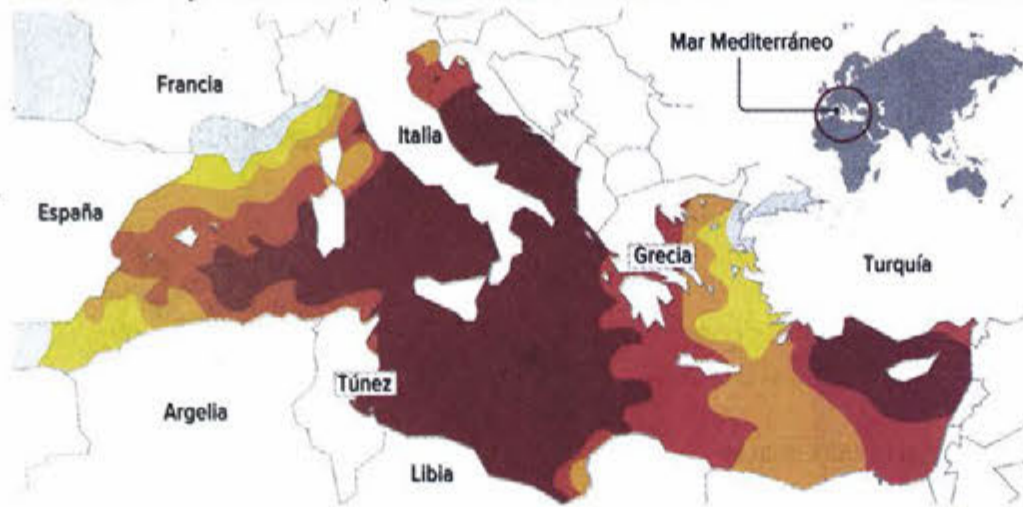 Mar Mediterráneo
Francia
Italia
España
Grecia
Turquía
Túnez
Argelia
Libia